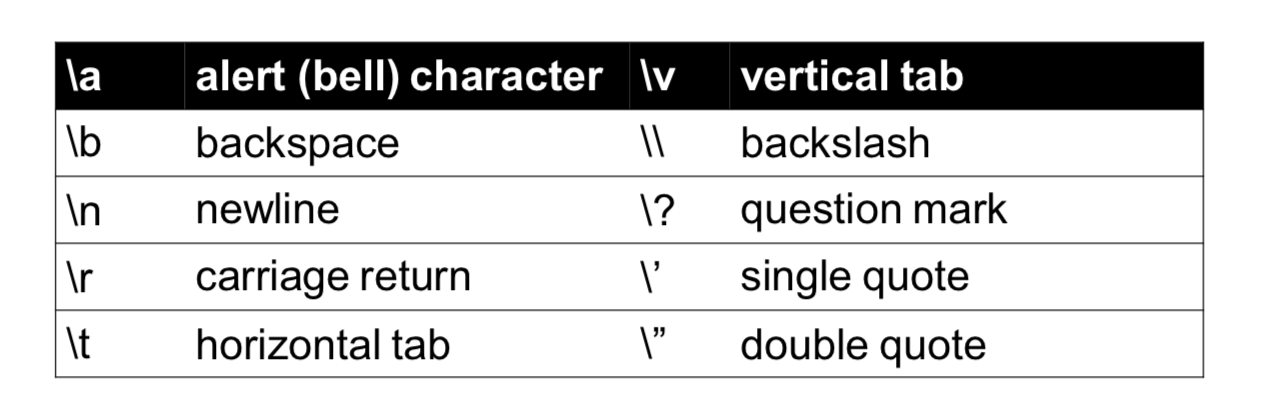 \a alert (bell) character \v vertical tab
\b backspace \\ backslash
\n newline \? question mark
\r carriage return \’ single quote
\t horizontal tab \” double quote